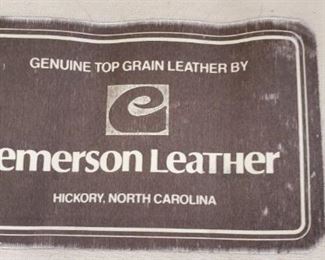 GENUINE TOP GRAIN LEATHER BY
e
emerson LeatHer
HICKORY, NORTH CAROLINA